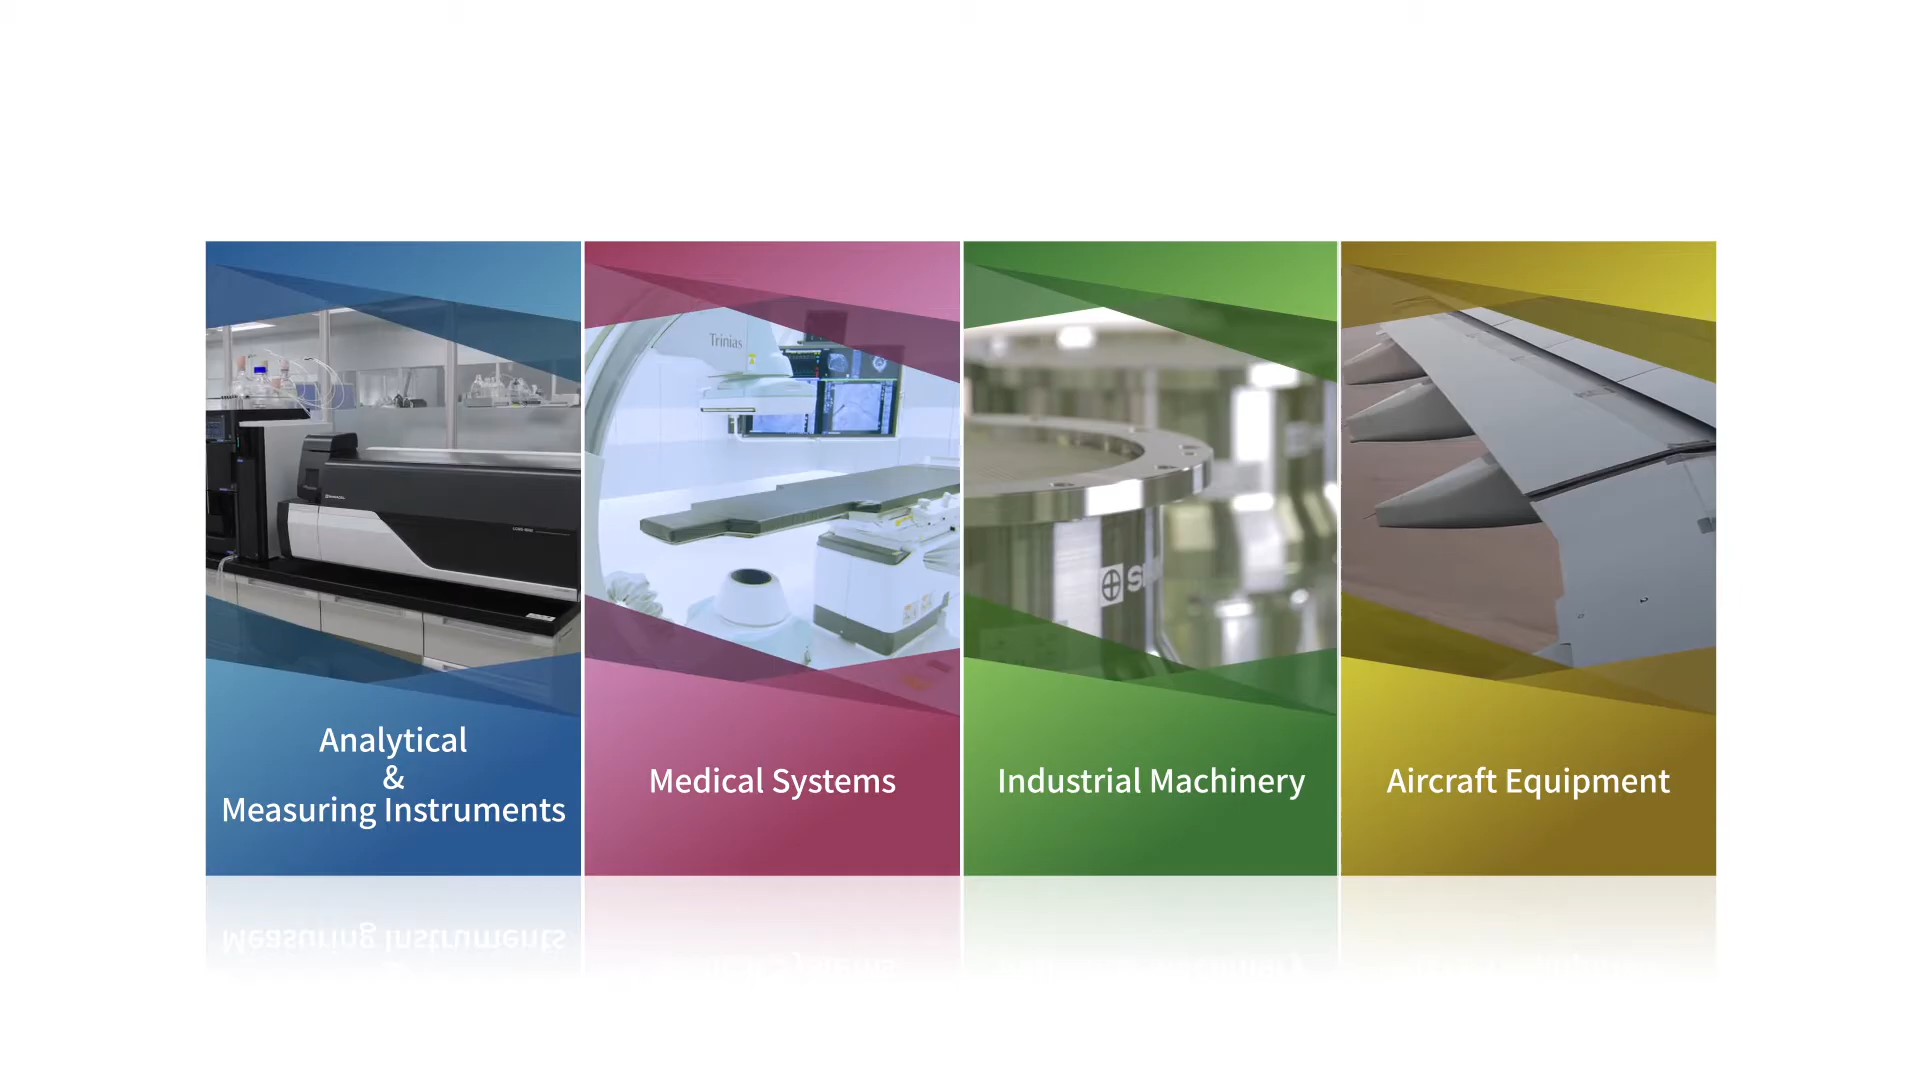 Trinias
Analytical
&
Measuring Instruments
Medical Systems
Industrial Machinery
Aircraft Equipment